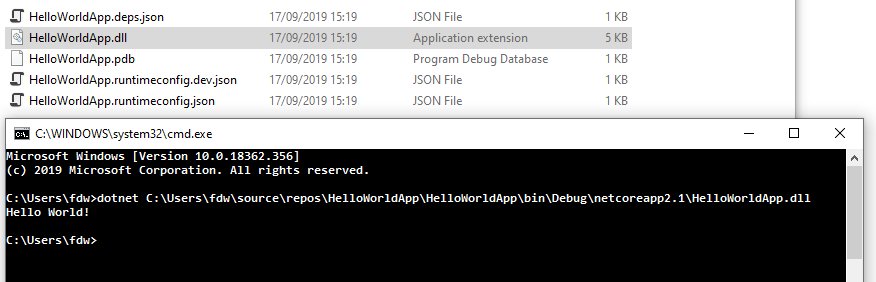 HelloWorldApp.deps.json 17/09/2019 15:19 JSON File 1 KB
HelloWorldApp.dll 17/09/2019 15:19 Application extension 5 KB
HelloWorldApp.pdb 17/09/2019 15:19 Program Debug Database 1 KB
HelloWorldApp.runtimeconfig.dev.json 17/09/2019 15:19 JSON File 1 KB
HelloWorldApp.runtimeconfig.json 17/09/2019 15:19 JSON File 1 KB
C:\WINDOWS\system32\cmd.exe
Microsoft Windows [Version 10.0.18362.356]
(c) 2019 Microsoft Corporation. All rights reserved.
C:\Users\fdw>dotnet C:\Users\fdw\source\repos\HelloWorldApp\HelloWorldApp\bin\Debug\netcoreapp2.1\HelloWorldApp.dll
Hello World!
C:\Users\fdw>